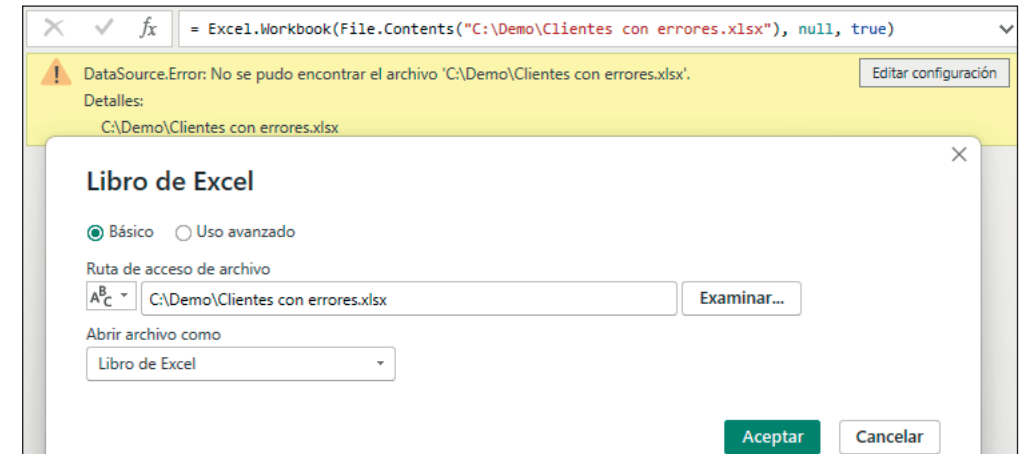 fx = Excel.Workbook(File.Contents("C:\Demo\Clientes con errores.xlsx"), null, true)
DataSource.Error: No se pudo encontrar el archivo 'C:\Demo\Clientes con errores.xlsx'. Editar configuración
Detalles:
C:\Demo\Clientes con errores.xlsx
Libro de Excel
Básico Uso avanzado
Ruta de acceso de archivo
ABC C:\Demo\Clientes con errores.xlsx Examinar...
Abrir archivo como
Libro de Excel
Aceptar Cancelar